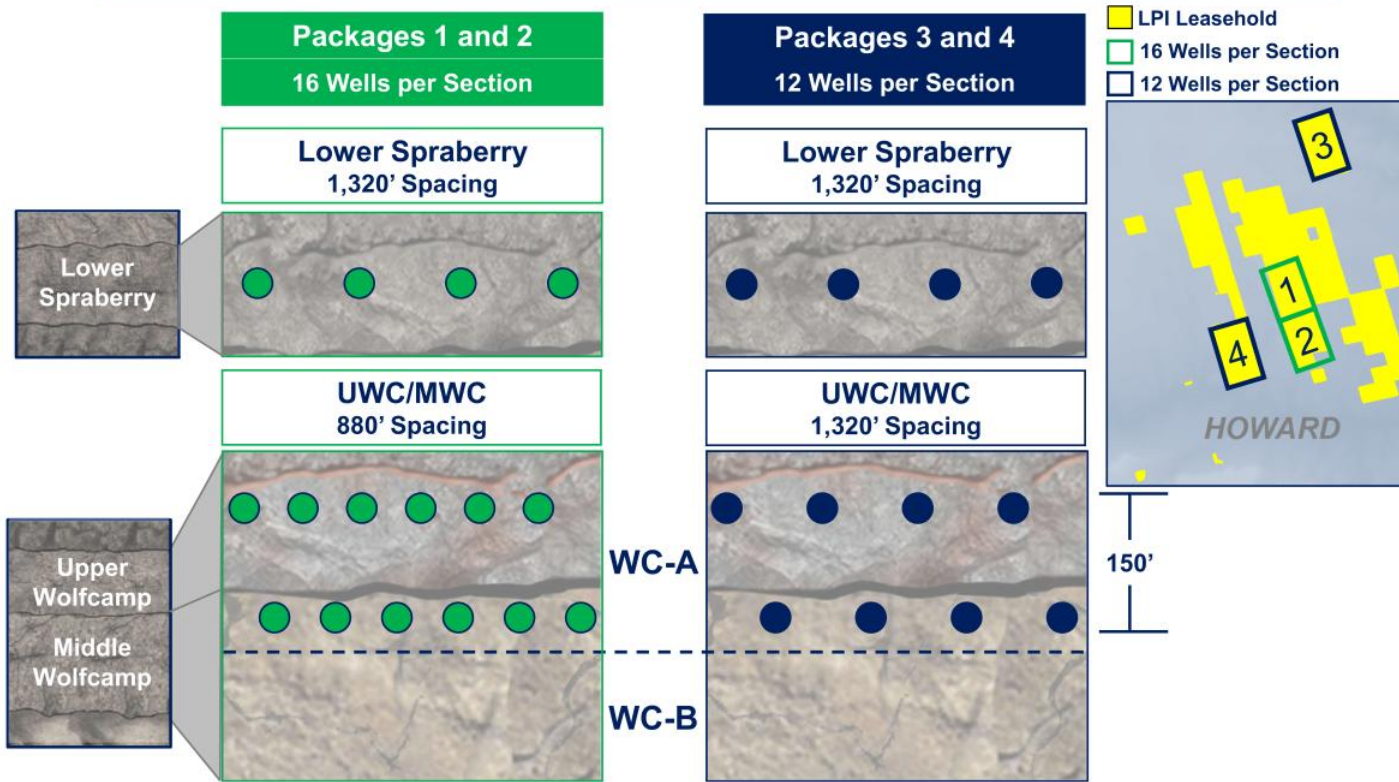 Packages 1 and 2
16 Wells per Section
Packages 3 and 4
12 Wells per Section
LPI Leasehold
16 Wells per Section
12 Wells per Section
Lower Spraberry
1,320’ Spacing
Lower Spraberry
1,320’ Spacing
3
1
2
4
HOWARD
Lower
Spraberry
UWC/MWC
880’ Spacing
UWC/MWC
1,320’ Spacing
Upper
Wolfcamp
Middle
Wolfcamp
WC-A
WC-B
150’